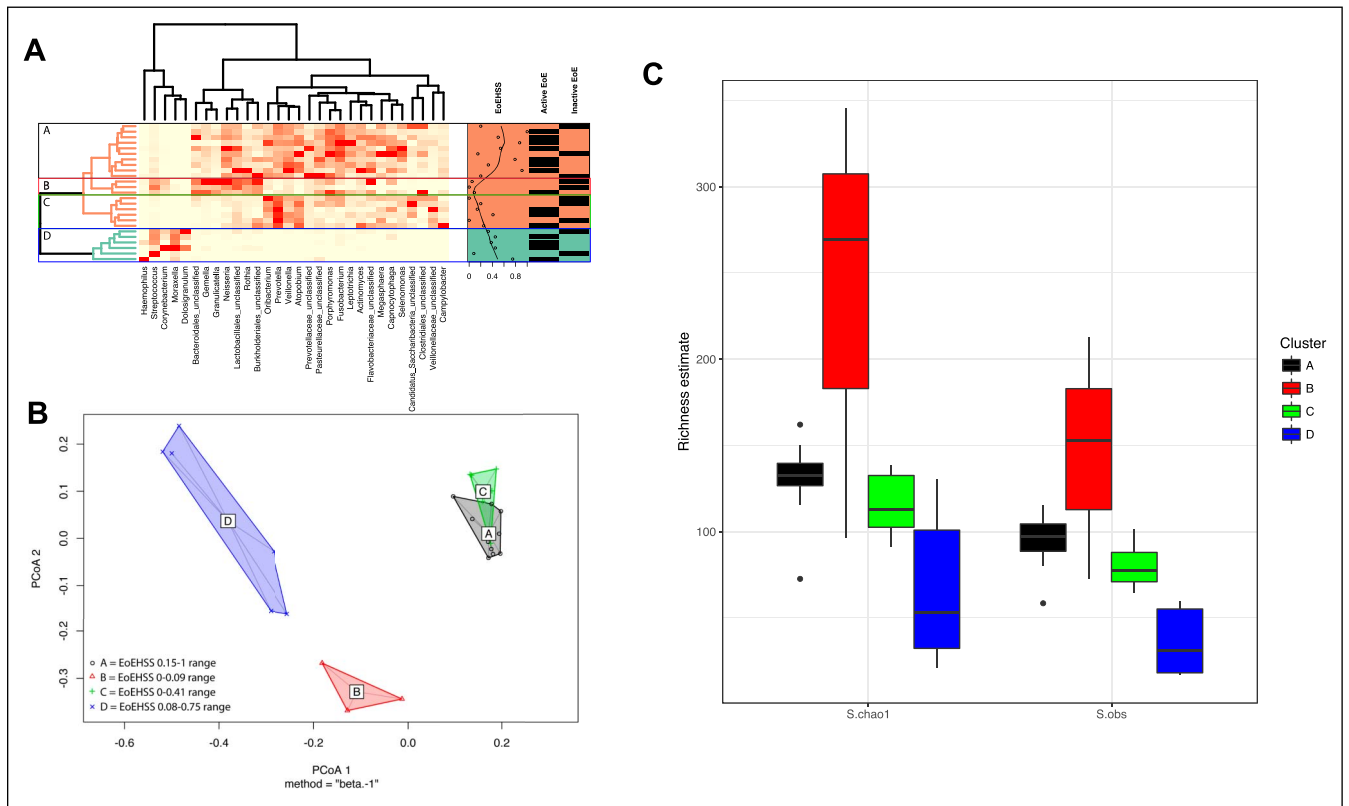 A
EoEHSS
Active EoE
Inactive EoE
A
B
C
D
0 0.4 0.8
Haemophilus
Streptococcus
Corynebacterium
Moraxella
Dolosigranulum
Bacteroidales_unclassified
Gemella
Granulicatella
Neisseria
Lactobacillales_unclassified
Rothia
Burkholderiales_unclassified
Oribacterium
Prevotella
Veillonella
Atopobium
Prevotellaceae_unclassified
Pasteurellaceae_unclassified
Porphyromonas
Fusobacterium
Leptotrichia
Actinomyces
Flavobacteriaceae_unclassified
Megasphaera
Capnocytophaga
Selenomonas
Candidatus_Saccharibacteria_unclassified
Clostridiales_unclassified
Veillonellaceae_unclassified
Campylobacter
B
PCoA 2
0.2
0.1
0.0
-0.1
-0.2
-0.3
D
C
A
B
A = EoEHSS 0.15-1 range
B = EoEHSS 0-0.09 range
C = EoEHSS 0-0.41 range
D = EoEHSS 0.08-0.75 range
-0.6 -0.4 -0.2 0.0 0.2
PCoA 1
method = "beta.-1"
C
Richness estimate
300
200
100
S.chao1 S.obs
Cluster
A
B
C
D